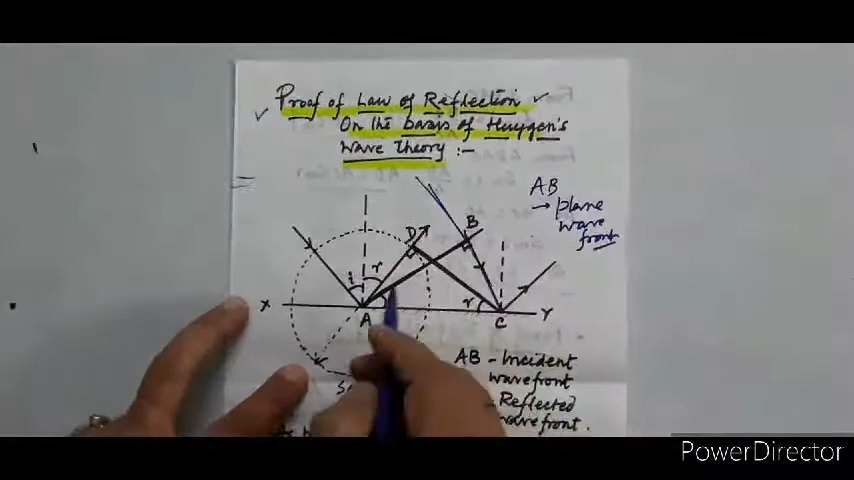 Proof of Law of Reflection
On the basis of Huygen's
Wave Theory :-
AB
→ plane
wave
front
B
D
i r
X A r C Y
AB - Incident
wavefront
- Reflected
wavefront.
PowerDirector